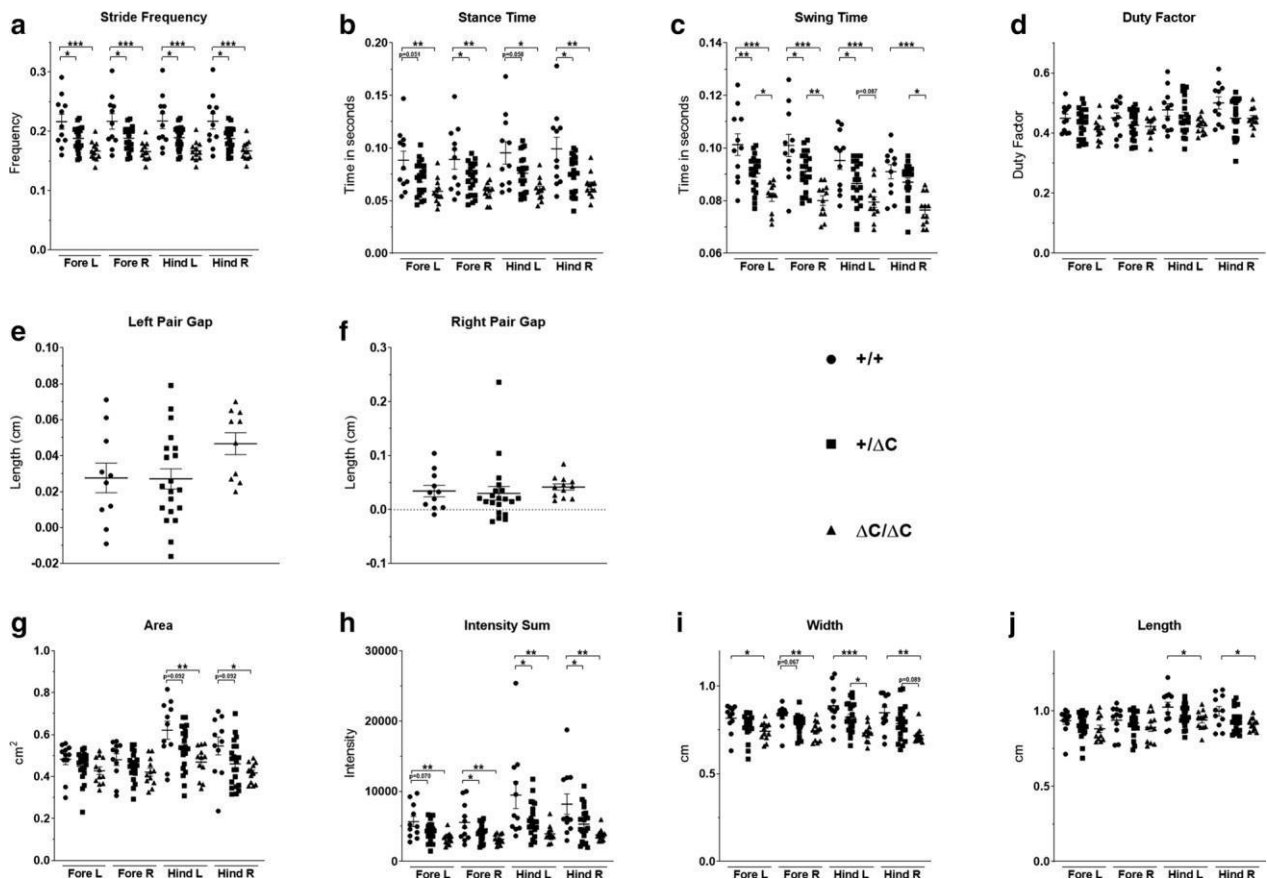 a
Stride Frequency
*** *** *** ***
* * * *
Frequency
0.3
0.2
0.1
0.0
Fore L Fore R Hind L Hind R
b
Stance Time
** ** * **
* p=0.058 *
Time in seconds
0.20
0.15
0.10
0.05
0.00
Fore L Fore R Hind L Hind R
c
Swing Time
*** *** *** ***
** * *
* ** p=0.087 *
Time in seconds
0.14
0.12
0.10
0.08
0.06
Fore L Fore R Hind L Hind R
d
Duty Factor
Duty Factor
0.6
0.4
0.2
0.0
Fore L Fore R Hind L Hind R
e
Left Pair Gap
Length (cm)
0.10
0.08
0.06
0.04
0.02
0.00
-0.02
f
Right Pair Gap
Length (cm)
0.3
0.2
0.1
0.0
-0.1
+/+
+/ΔC
ΔC/ΔC
g
Area
** *
p=0.092 p=0.092
cm²
1.0
0.8
0.6
0.4
0.2
0.0
Fore L Fore R Hind L Hind R
h
Intensity Sum
** ** ** **
p=0.070 * * *
Intensity
30000
20000
10000
0
Fore L Fore R Hind L Hind R
i
Width
* ** *** **
p=0.067 * p=0.089
cm
1.0
0.5
0.0
Fore L Fore R Hind L Hind R
j
Length
* *
cm
1.0
0.5
0.0
Fore L Fore R Hind L Hind R